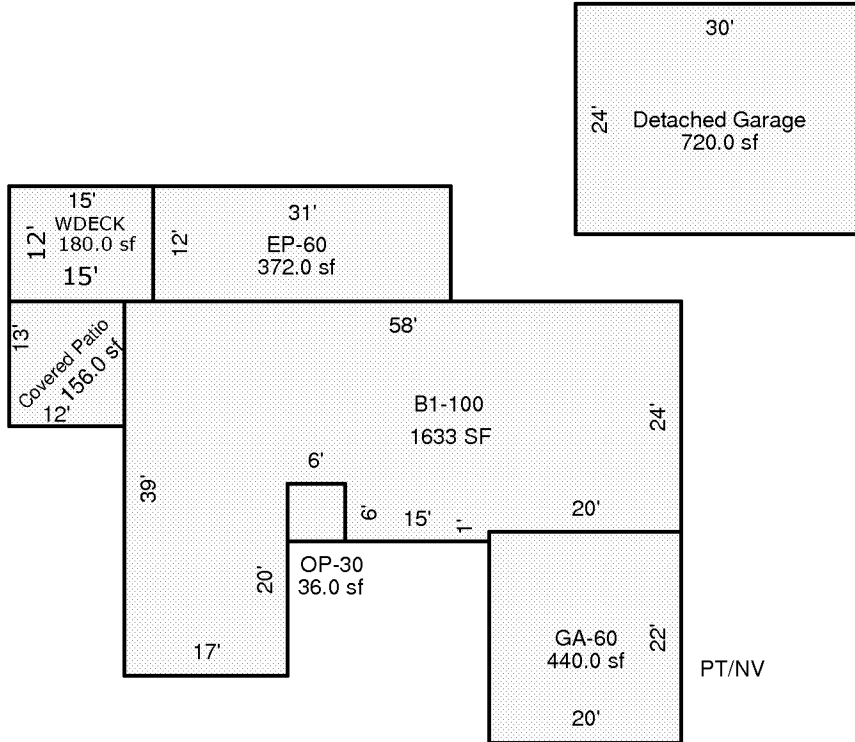 30'
24'
Detached Garage
720.0 sf
15'
WDECK
12'
180.0 sf
15'
31'
12'
EP-60
372.0 sf
13'
Covered Patio
156.0 sf
12'
58'
B1-100
1633 SF
24'
39'
6'
6'
15'
1'
20'
OP-30
36.0 sf
20'
17'
GA-60
440.0 sf
22'
20'
PT/NV